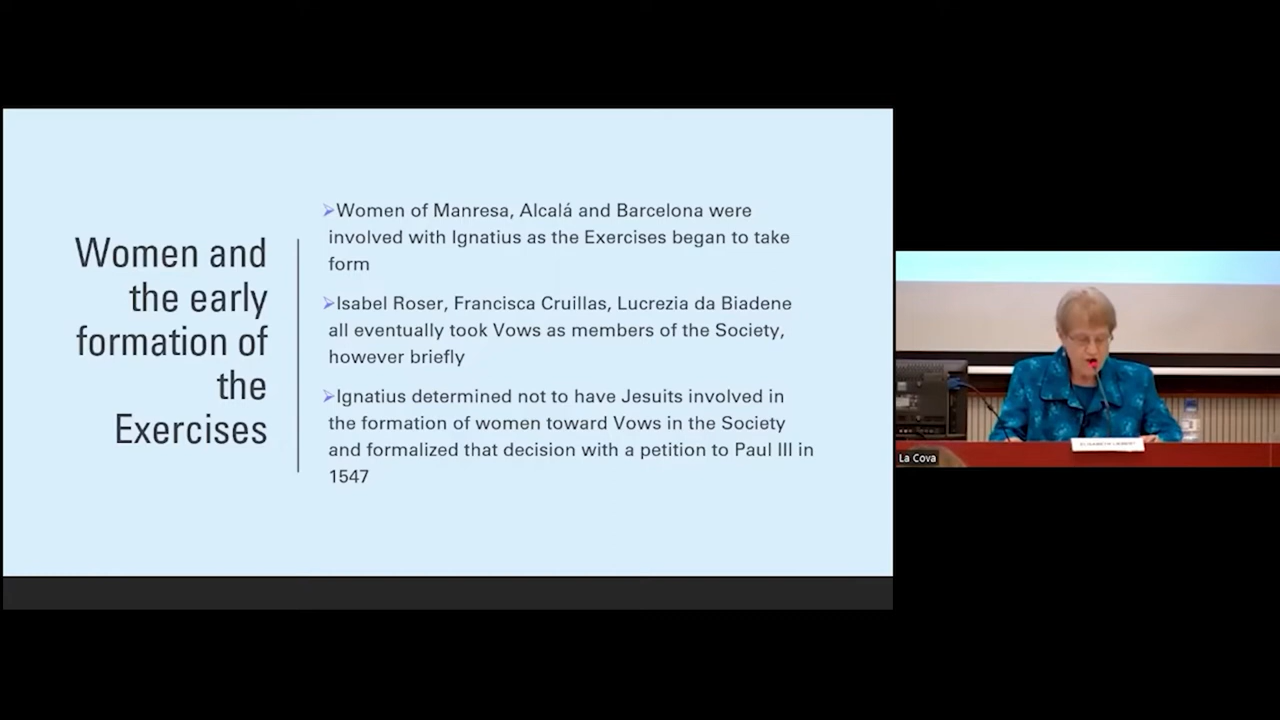 Women and
the early
formation of
the
Exercises
➢Women of Manresa, Alcalá and Barcelona were
involved with Ignatius as the Exercises began to take
form
➢Isabel Roser, Francisca Cruillas, Lucrezia da Biadene
all eventually took Vows as members of the Society,
however briefly
➢Ignatius determined not to have Jesuits involved in
the formation of women toward Vows in the Society
and formalized that decision with a petition to Paul III in
1547
La Cova